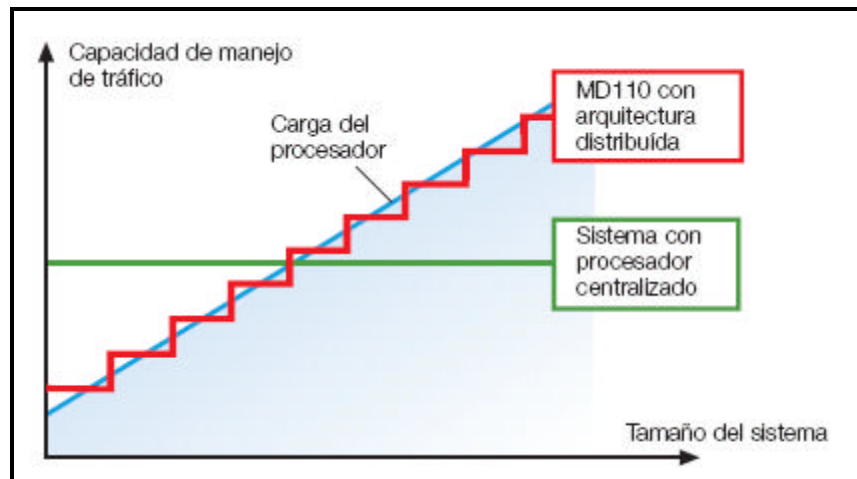 Capacidad de manejo
de tráfico
Carga del
procesador
MD110 con
arquitectura
distribuída
Sistema con
procesador
centralizado
Tamaño del sistema